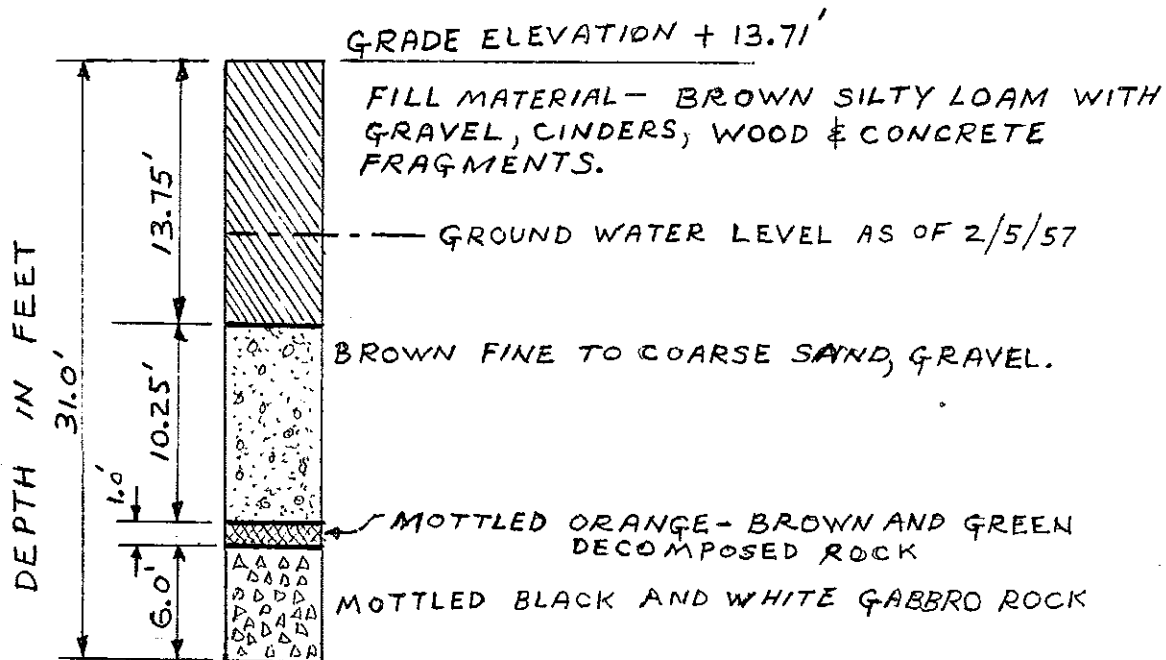 GRADE ELEVATION + 13.71'
FILL MATERIAL - BROWN SILTY LOAM WITH
GRAVEL, CINDERS, WOOD & CONCRETE
FRAGMENTS.
GROUND WATER LEVEL AS OF 2/5/57
BROWN FINE TO COARSE SAND, GRAVEL.
MOTTLED ORANGE-BROWN AND GREEN
DECOMPOSED ROCK
MOTTLED BLACK AND WHITE GABBRO ROCK
DEPTH IN FEET
31.0'
13.75'
10.25'
1.0'
6.0'